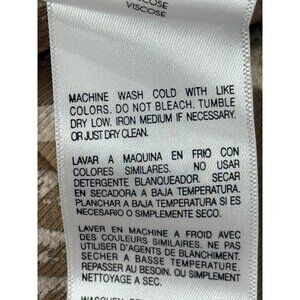 VISCOSE
MACHINE WASH COLD WITH LIKE
COLORS. DO NOT BLEACH. TUMBLE
DRY LOW. IRON MEDIUM IF NECESSARY.
OR JUST DRY CLEAN.
LAVAR A MAQUINA EN FRIO CON
COLORES SIMILARES. NO USAR
DETERGENTE BLANQUEADOR. SECAR
EN SECADORA A BAJA TEMPERATURA.
PLANCHAR A BAJA TEMPERATURA SI ES
NECESARIO O SIMPLEMENTE SECO.
LAVER EN MACHINE A FROID AVEC
DES COULEURS SIMILAIRES. NE PAS
UTILISER D'AGENTS DE BLANCHIMENT.
SECHER A BASSE TEMPERATURE.
REPASSER AU BESOIN. OU SIMPLEMENT
NETTOYAGE A SEC.